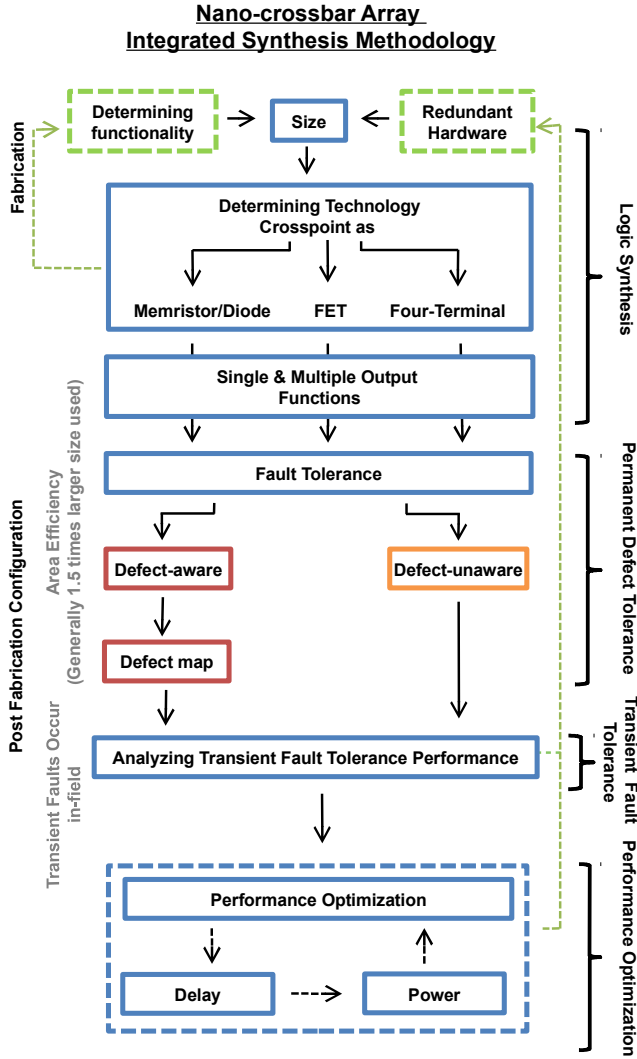 Nano-crossbar Array
Integrated Synthesis Methodology
Determining
functionality
Size
Redundant
Hardware
Fabrication
Determining Technology
Crosspoint as
Memristor/Diode
FET
Four-Terminal
Logic Synthesis
Single & Multiple Output
Functions
Fault Tolerance
Post Fabrication Configuration
Area Efficiency
(Generally 1.5 times larger size used)
Defect-aware
Defect-unaware
Permanent Defect Tolerance
Defect map
Analyzing Transient Fault Tolerance Performance
Transient Fault
Tolerance
Transient Faults Occur
in-field
Performance Optimization
Delay
Power
Performance Optimization